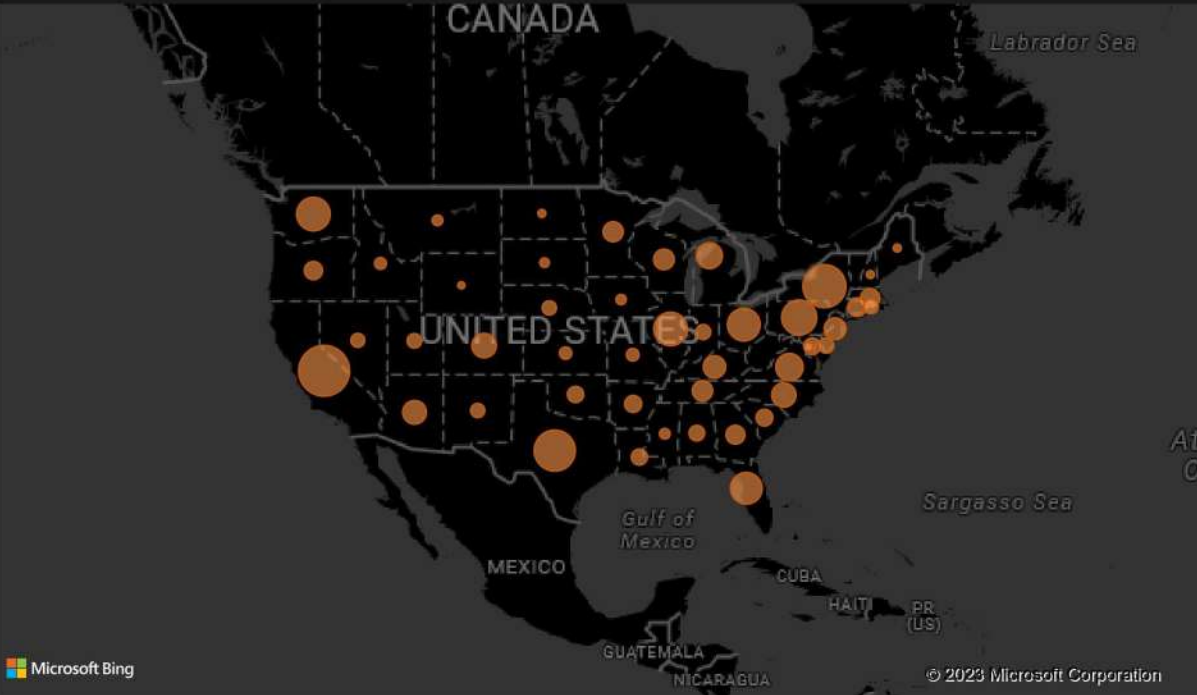 CANADA
Labrador Sea
UNITED STATES
Sargasso Sea
Gulf of
Mexico
MEXICO
CUBA
HAITI
PR
(US)
GUATEMALA
NICARAGUA
Microsoft Bing
© 2023 Microsoft Corporation